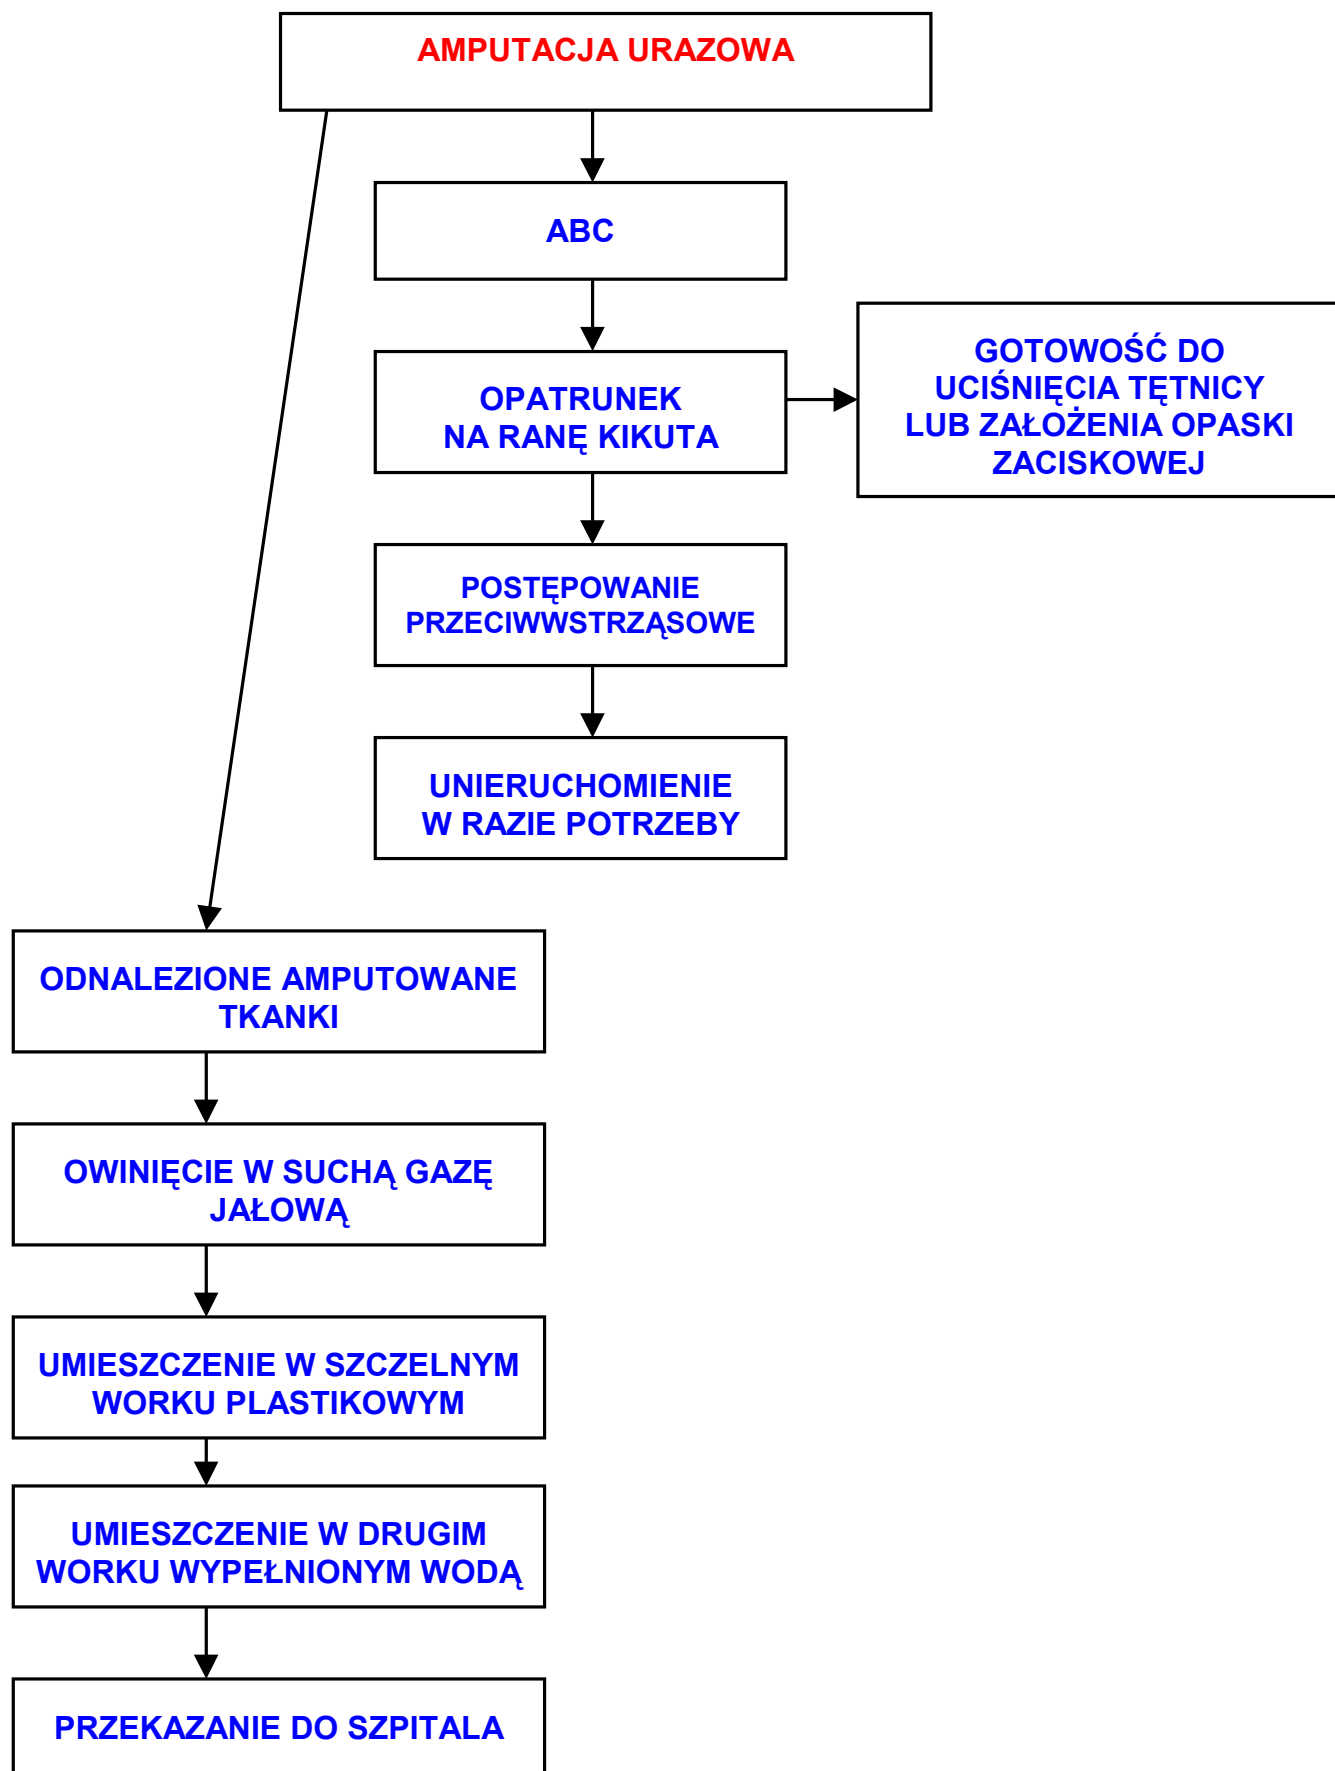 AMPUTACJA URAZOWA
ABC
OPATRUNEK
NA RANĘ KIKUTA
GOTOWOŚĆ DO
UCIŚNIĘCIA TĘTNICY
LUB ZAŁOŻENIA OPASKI
ZACISKOWEJ
POSTĘPOWANIE
PRZECIWWSTRZĄSOWE
UNIERUCHOMIENIE
W RAZIE POTRZEBY
ODNALEZIONE AMPUTOWANE
TKANKI
OWINIĘCIE W SUCHĄ GAZĘ
JAŁOWĄ
UMIESZCZENIE W SZCZELNYM
WORKU PLASTIKOWYM
UMIESZCZENIE W DRUGIM
WORKU WYPEŁNIONYM WODĄ
PRZEKAZANIE DO SZPITALA